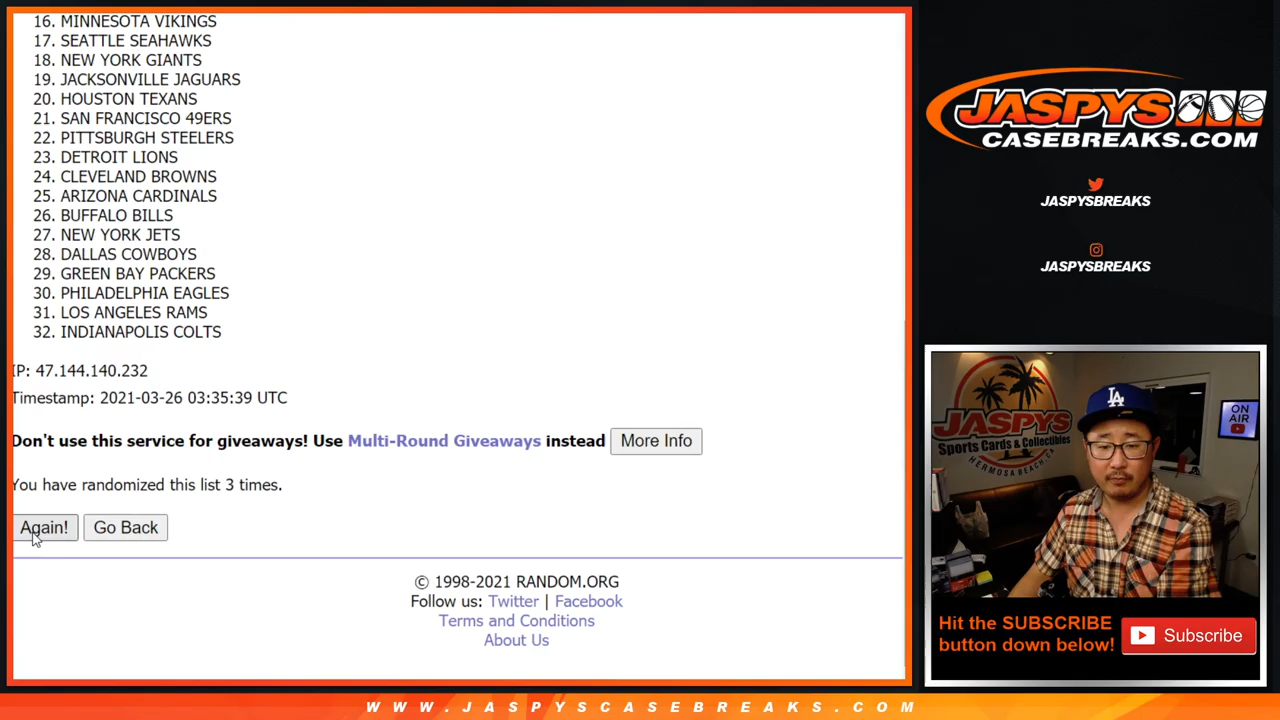 16. MINNESOTA VIKINGS
17. SEATTLE SEAHAWKS
18. NEW YORK GIANTS
19. JACKSONVILLE JAGUARS
20. HOUSTON TEXANS
21. SAN FRANCISCO 49ERS
22. PITTSBURGH STEELERS
23. DETROIT LIONS
24. CLEVELAND BROWNS
25. ARIZONA CARDINALS
26. BUFFALO BILLS
27. NEW YORK JETS
28. DALLAS COWBOYS
29. GREEN BAY PACKERS
30. PHILADELPHIA EAGLES
31. LOS ANGELES RAMS
32. INDIANAPOLIS COLTS
IP: 47.144.140.232
Timestamp: 2021-03-26 03:35:39 UTC
Don't use this service for giveaways! Use Multi-Round Giveaways instead More Info
You have randomized this list 3 times.
Again! Go Back
© 1998-2021 RANDOM.ORG
Follow us: Twitter | Facebook
Terms and Conditions
About Us
JASPYS
CASEBREAKS.COM
JASPYSBREAKS
JASPYSBREAKS
JASPYS
Sports Cards & Collectibles
HERMOSA BEACH, CA
LA
ON
AIR
Hit the SUBSCRIBE
button down below!
Subscribe
WWW.JASPYSCASEBREAKS.COM